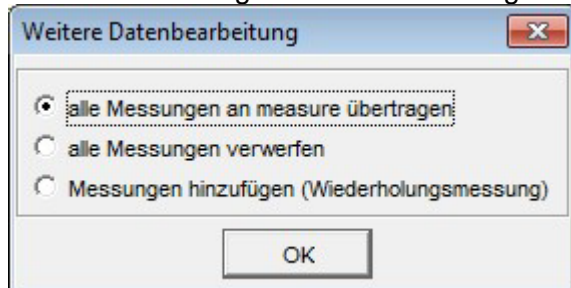 Weitere Datenbearbeitung
alle Messungen an measure übertragen
alle Messungen verwerfen
Messungen hinzufügen (Wiederholungsmessung)
OK